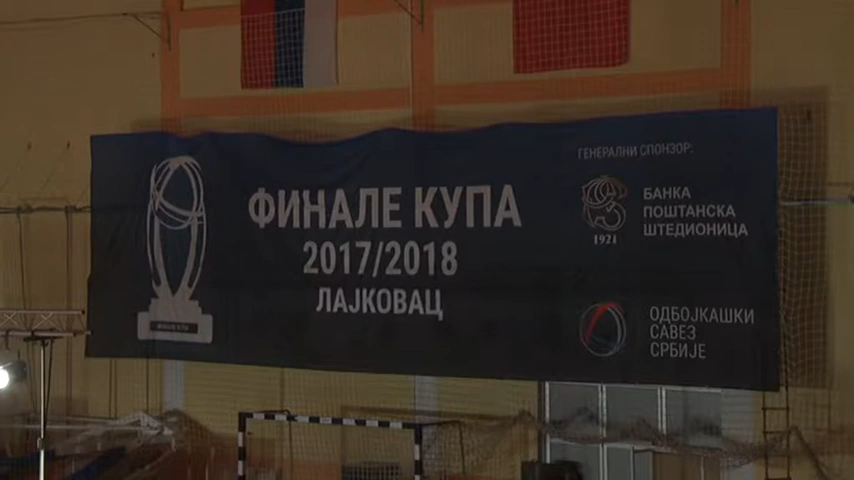 ФИНАЛЕ КУПА
2017/2018
ЛАЈКОВАЦ
ГЕНЕРАЛНИ СПОНЗОР:
БАНКА
ПОШТАНСКА
ШТЕДИОНИЦА
1921
ОДБОЈКАШКИ
САВЕЗ
СРБИЈЕ